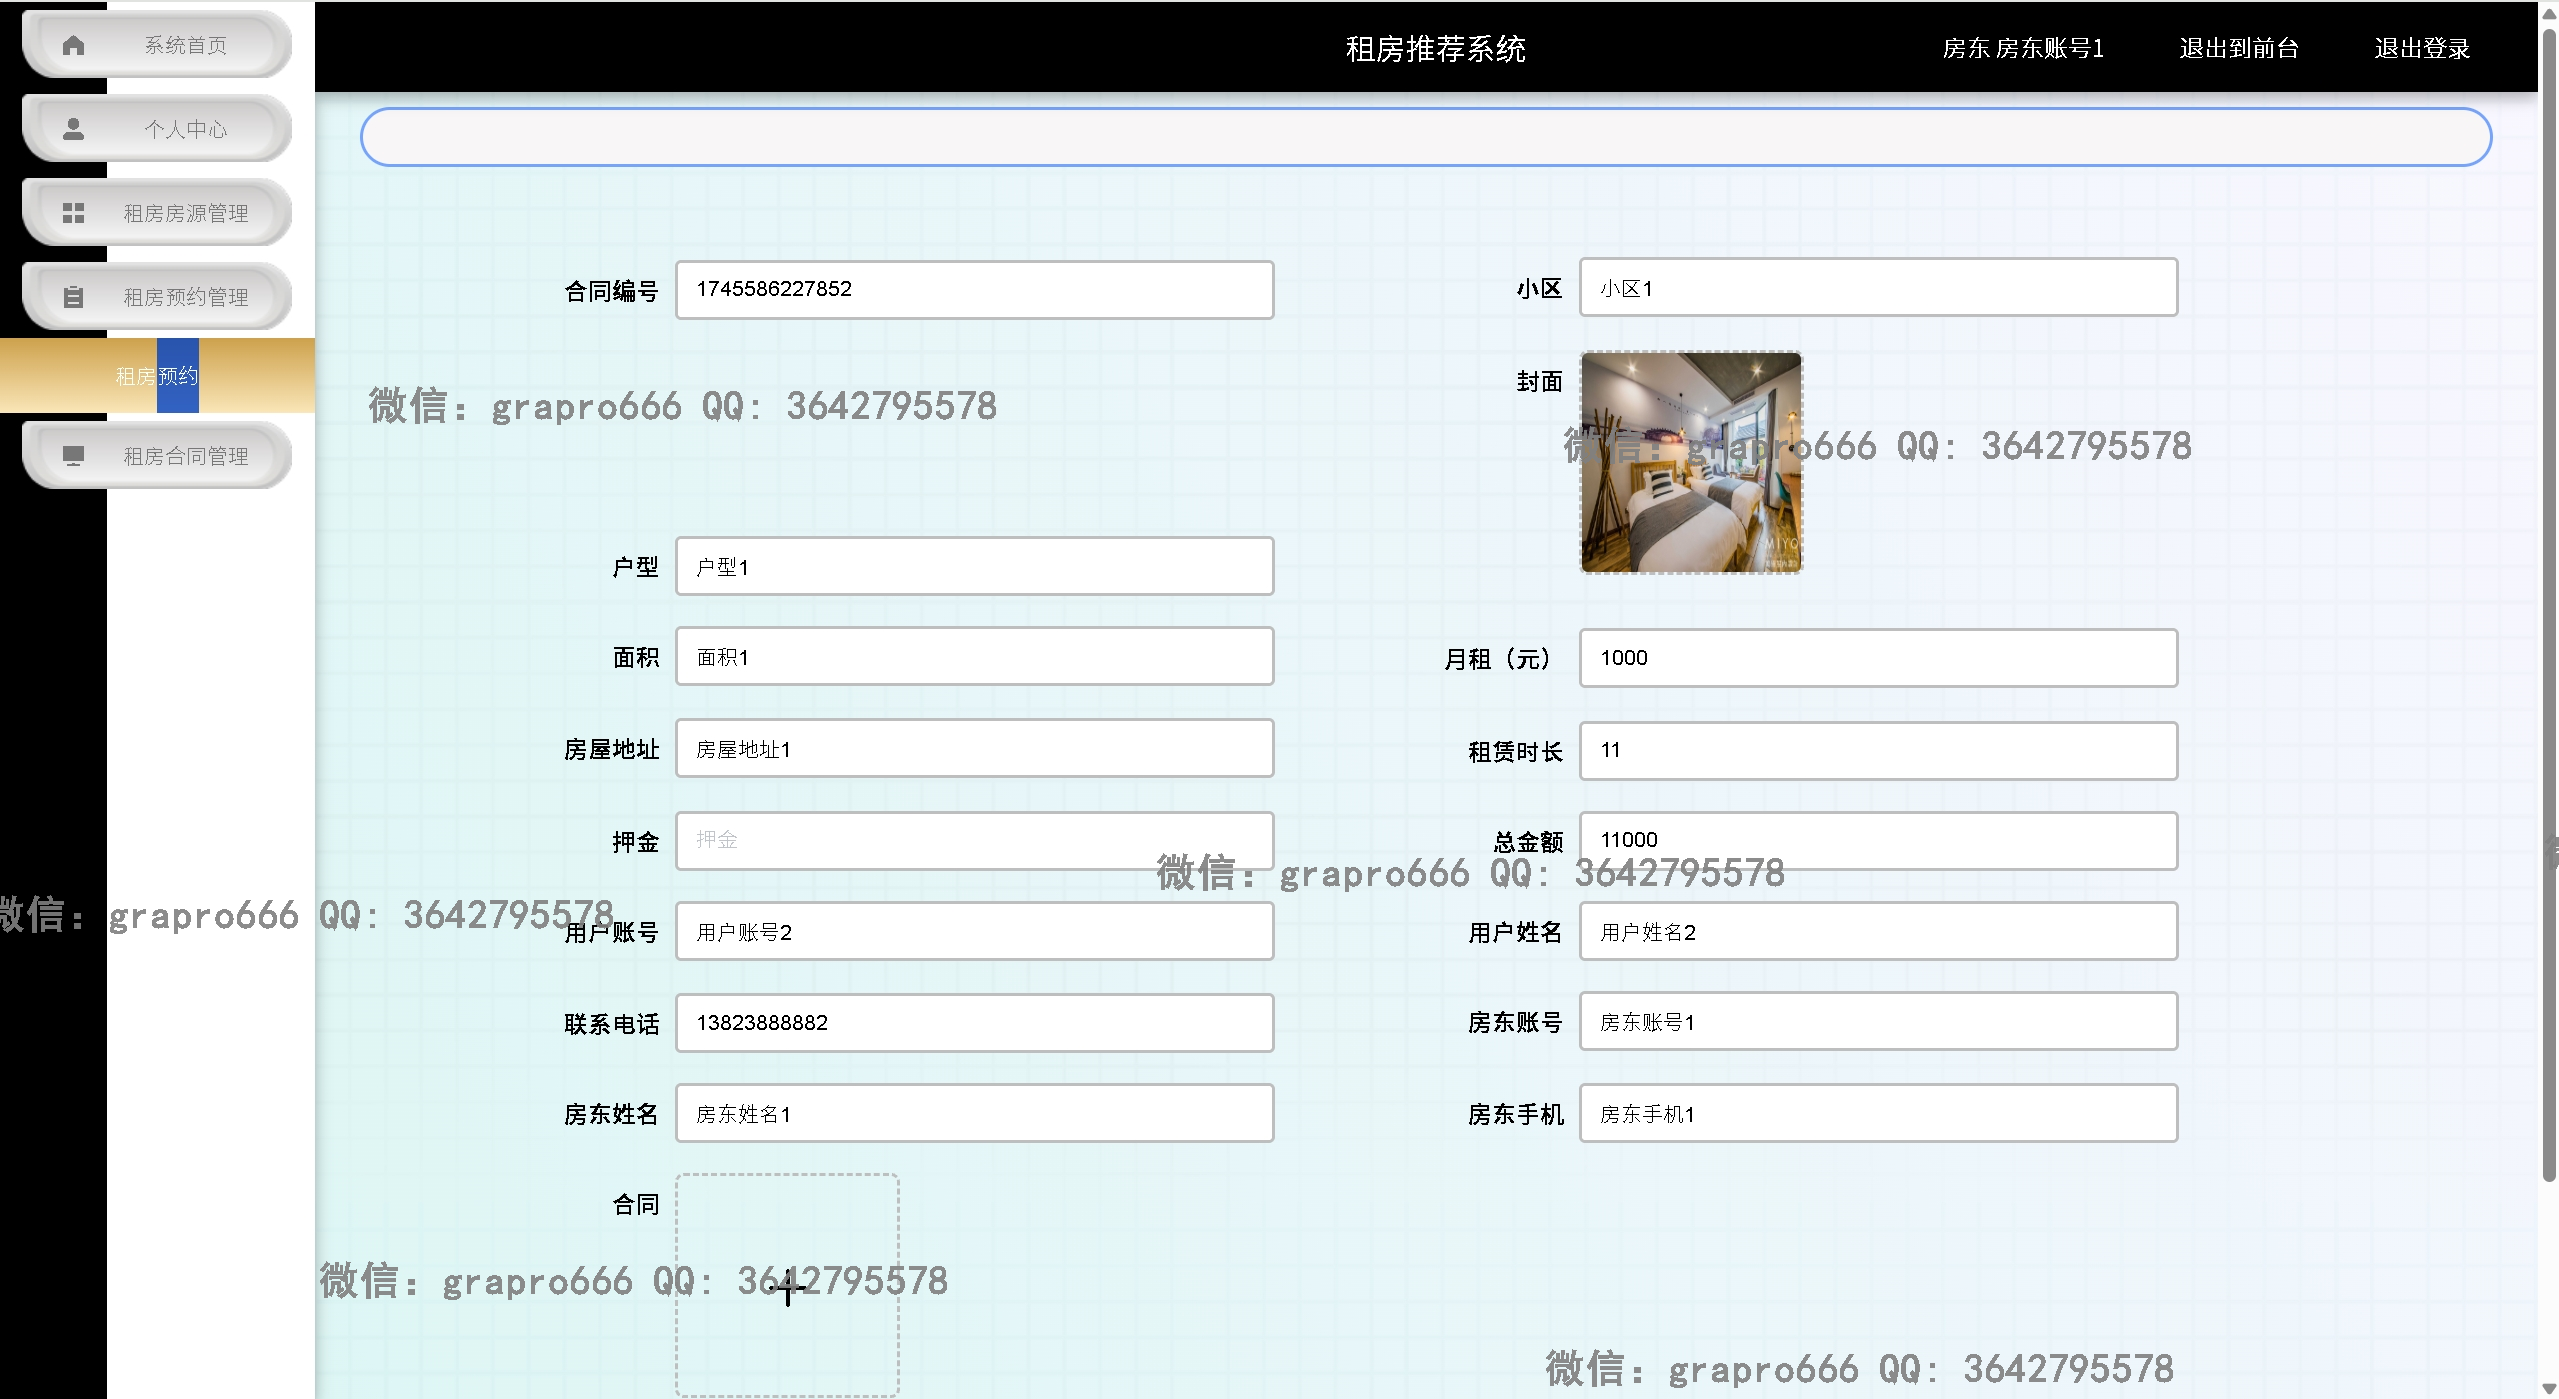 系统首页
个人中心
租房房源管理
租房预约管理
租房预约
租房合同管理
租房推荐系统
房东 房东账号1
退出到前台
退出登录
合同编号
1745586227852
小区
小区1
封面
MIYO
微信: grapro666 QQ: 3642795578
微信: grapro666 QQ: 3642795578
户型
户型1
面积
面积1
月租（元）
1000
房屋地址
房屋地址1
租赁时长
11
押金
押金
总金额
11000
微信: grapro666 QQ: 3642795578
微信: grapro666 QQ: 3642795578
用户账号
用户账号2
用户姓名
用户姓名2
联系电话
13823888882
房东账号
房东账号1
房东姓名
房东姓名1
房东手机
房东手机1
合同
微信: grapro666 QQ: 3642795578
微信: grapro666 QQ: 3642795578